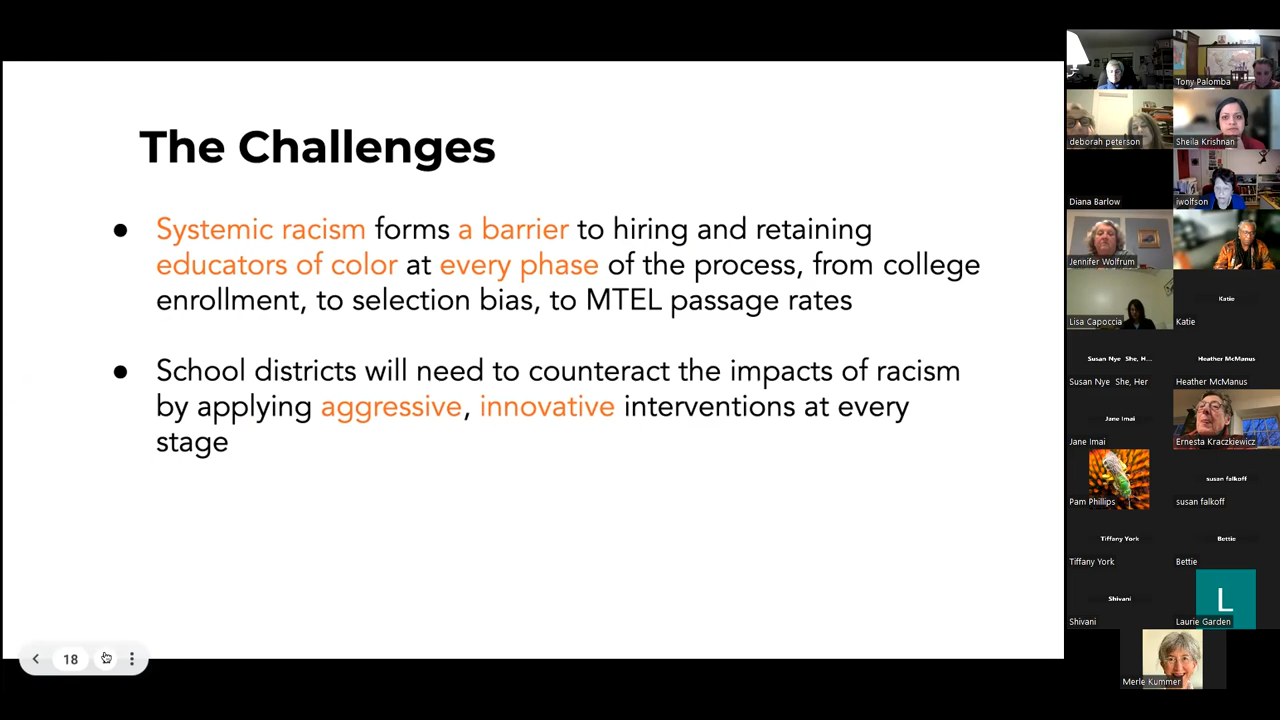 The Challenges
● Systemic racism forms a barrier to hiring and retaining
educators of color at every phase of the process, from college
enrollment, to selection bias, to MTEL passage rates
● School districts will need to counteract the impacts of racism
by applying aggressive, innovative interventions at every
stage
18
Tony Palomba
deborah peterson
Sheila Krishnan
Diana Barlow
iwolfson
Jennifer Wolfrum
Lisa Capoccia
Katie
Katie
Susan Nye She, H...
Susan Nye She, Her
Heather McManus
Heather McManus
Jane Imai
Jane Imai
Ernesta Kraczkiewicz
Pam Phillips
susan falkoff
susan falkoff
Tiffany York
Tiffany York
Bettie
Bettie
Shivani
Shivani
L
Laurie Garden
Merle Kummer